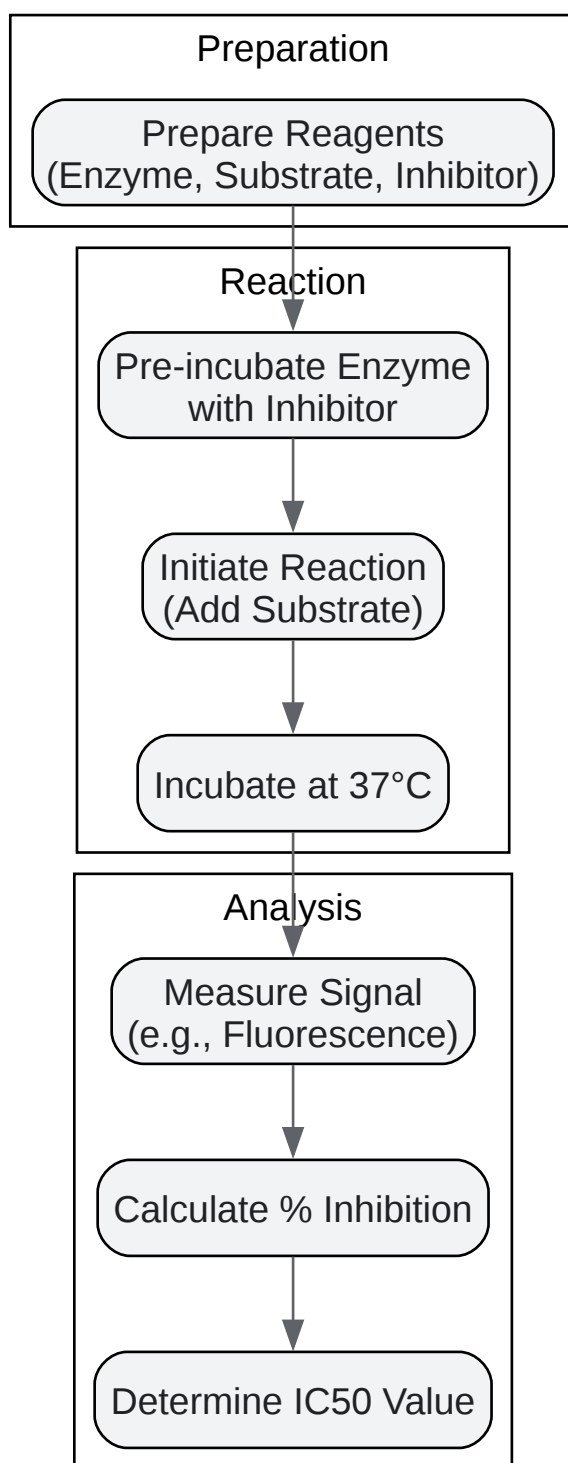 Preparation
Prepare Reagents
(Enzyme, Substrate, Inhibitor)
Reaction
Pre-incubate Enzyme
with Inhibitor
Initiate Reaction
(Add Substrate)
Incubate at 37°C
Analysis
Measure Signal
(e.g., Fluorescence)
Calculate % Inhibition
Determine IC50 Value